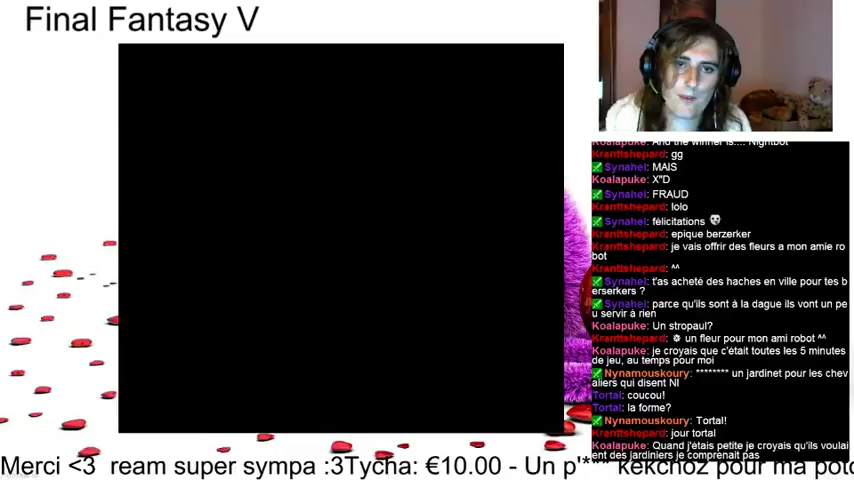 Final Fantasy V
Koalapuke: And the winner is.... Nightbot
Kranttshepard: gg
Synahel: MAIS
Koalapuke: X"D
Synahel: FRAUD
Kranttshepard: lolo
Synahel: félicitations
Kranttshepard: epique berzerker
Kranttshepard: je vais offrir des fleurs a mon amie ro
bot
Kranttshepard: ^^
Synahel: t'as acheté des haches en ville pour tes b
erserkers ?
Synahel: parce qu'ils sont à la dague ils vont un pe
u servir à rien
Koalapuke: Un stropaul?
Kranttshepard: un fleur pour mon ami robot ^^
Koalapuke: je croyais que c'était toutes les 5 minutes
de jeu, au temps pour moi
Nynamouskoury: ******** un jardinet pour les chev
aliers qui disent NI
Tortal: coucou!
Tortal: la forme?
Nynamouskoury: Tortal!
Kranttshepard: jour tortal
Koalapuke: Quand j'étais petite je croyais qu'ils voulai
ent des jardiniers je comprenait pas
Merci <3 ream super sympa :3Tycha: €10.00 - Un p'*** kekchoz pour ma poto